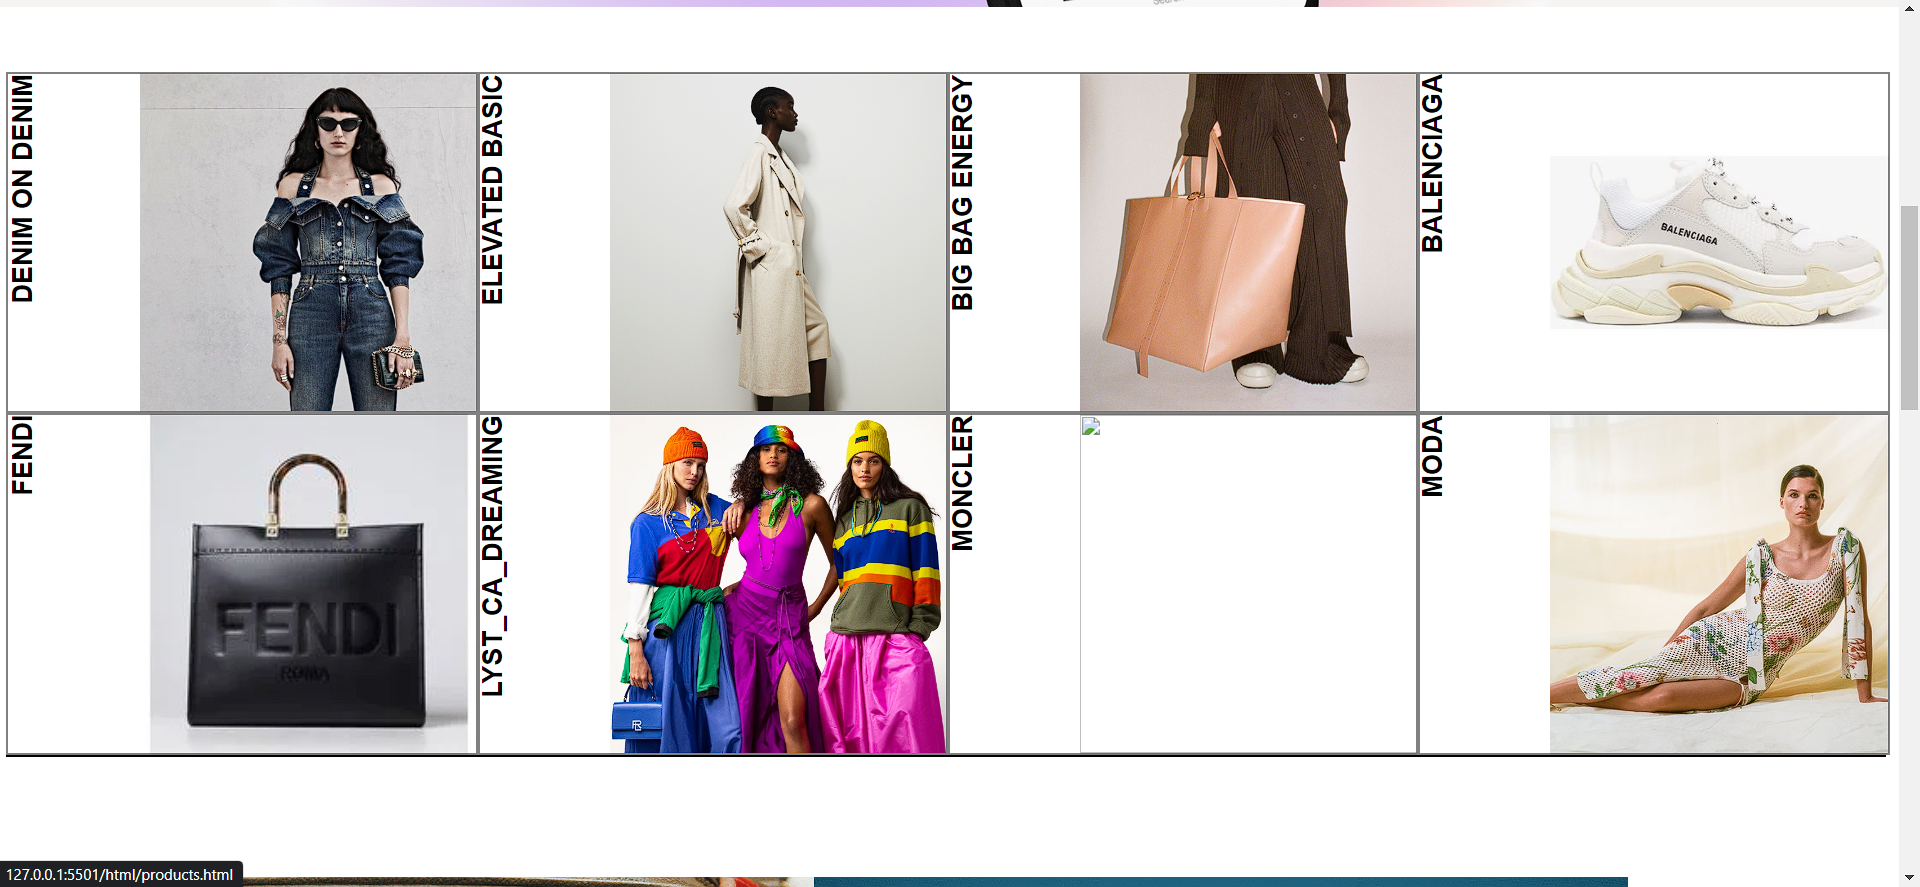 DENIM ON DENIM
ELEVATED BASIC
BIG BAG ENERGY
BALENCIAGA
BALENCIAGA
FENDI
FENDI
ROMA
LYST_CA_DREAMING
MONCLER
MODA
127.0.0.1:5501/html/products.html